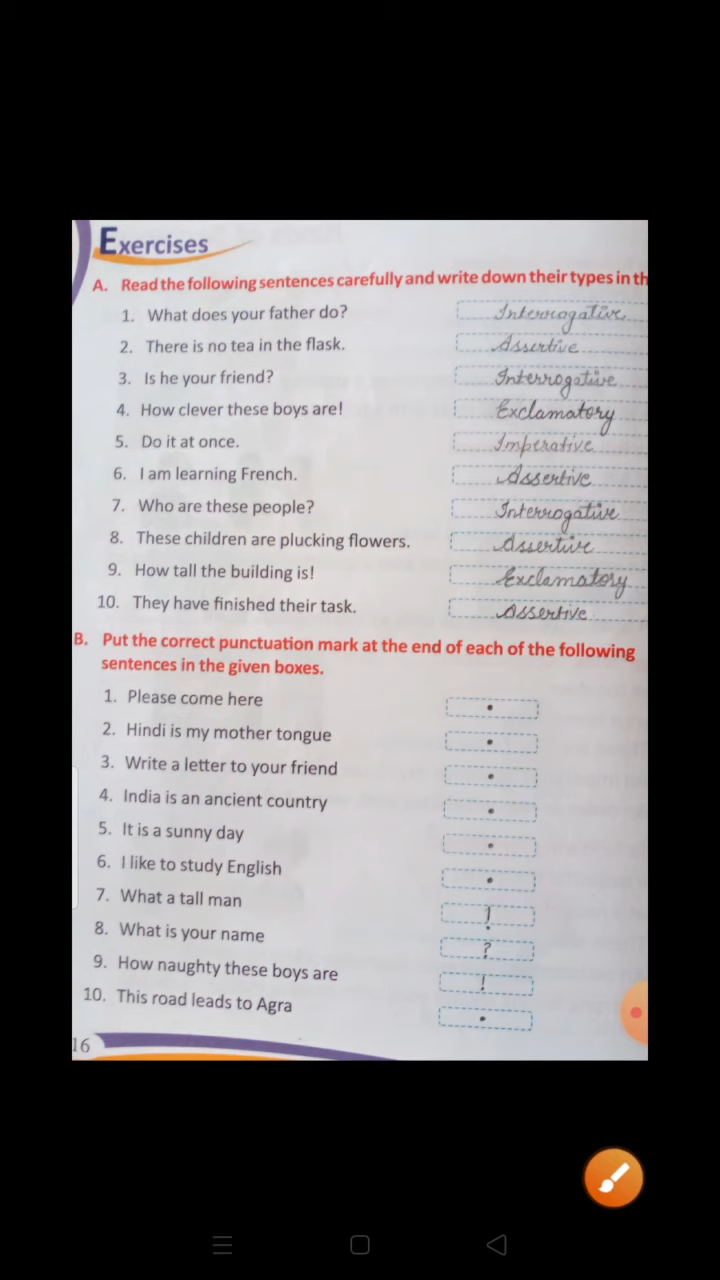 Exercises
A. Read the following sentences carefully and write down their types in th
1. What does your father do? Interrogative
2. There is no tea in the flask. Assertive
3. Is he your friend? Interrogative
4. How clever these boys are! Exclamatory
5. Do it at once. Imperative
6. I am learning French. Assertive
7. Who are these people? Interrogative
8. These children are plucking flowers. Assertive
9. How tall the building is! Exclamatory
10. They have finished their task. Assertive
B. Put the correct punctuation mark at the end of each of the following
sentences in the given boxes.
1. Please come here .
2. Hindi is my mother tongue .
3. Write a letter to your friend .
4. India is an ancient country .
5. It is a sunny day .
6. I like to study English .
7. What a tall man !
8. What is your name ?
9. How naughty these boys are !
10. This road leads to Agra .
16